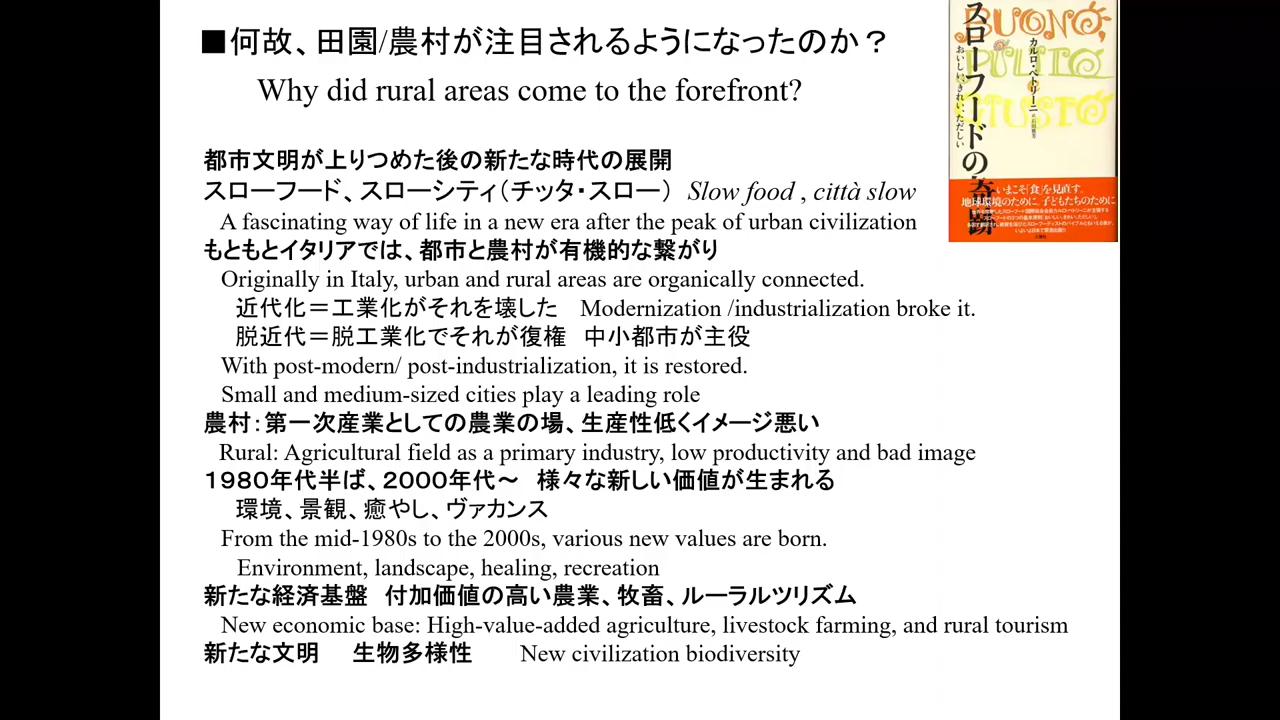 ■何故、田園/農村が注目されるようになったのか？
Why did rural areas come to the forefront?
都市文明が上りつめた後の新たな時代の展開
スローフード、スローシティ（チッタ・スロー） Slow food , città slow
A fascinating way of life in a new era after the peak of urban civilization
もともとイタリアでは、都市と農村が有機的な繋がり
Originally in Italy, urban and rural areas are organically connected.
近代化＝工業化がそれを壊した Modernization /industrialization broke it.
脱近代＝脱工業化でそれが復権 中小都市が主役
With post-modern/ post-industrialization, it is restored.
Small and medium-sized cities play a leading role
農村：第一次産業としての農業の場、生産性低くイメージ悪い
Rural: Agricultural field as a primary industry, low productivity and bad image
１９８０年代半ば、２０００年代～ 様々な新しい価値が生まれる
環境、景観、癒やし、ヴァカンス
From the mid-1980s to the 2000s, various new values are born.
Environment, landscape, healing, recreation
新たな経済基盤 付加価値の高い農業、牧畜、ルーラルツリズム
New economic base: High-value-added agriculture, livestock farming, and rural tourism
新たな文明 生物多様性 New civilization biodiversity
BUONO,
PULITO
GIUSTO
カルロ・ペトリーニ
スローフードの奇跡
おいしい、きれい、ただしい
いまこそ「食」を見直す。
地球環境のために、子どもたちのために